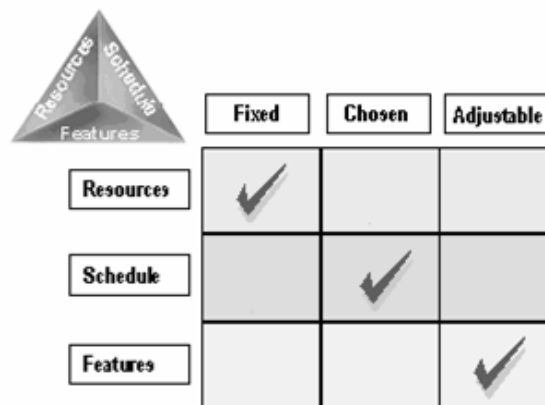 Resources
Schedule
Features
Fixed Chosen Adjustable
Resources
Schedule
Features